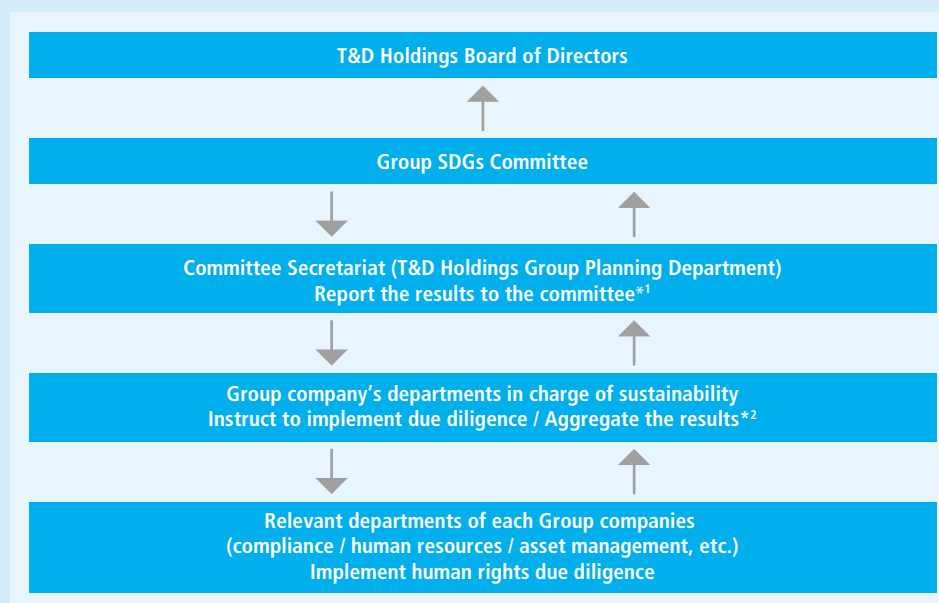 T&D Holdings Board of Directors
Group SDGs Committee
Committee Secretariat (T&D Holdings Group Planning Department)
Report the results to the committee*1
Group company's departments in charge of sustainability
Instruct to implement due diligence / Aggregate the results*2
Relevant departments of each Group companies
(compliance / human resources / asset management, etc.)
Implement human rights due diligence